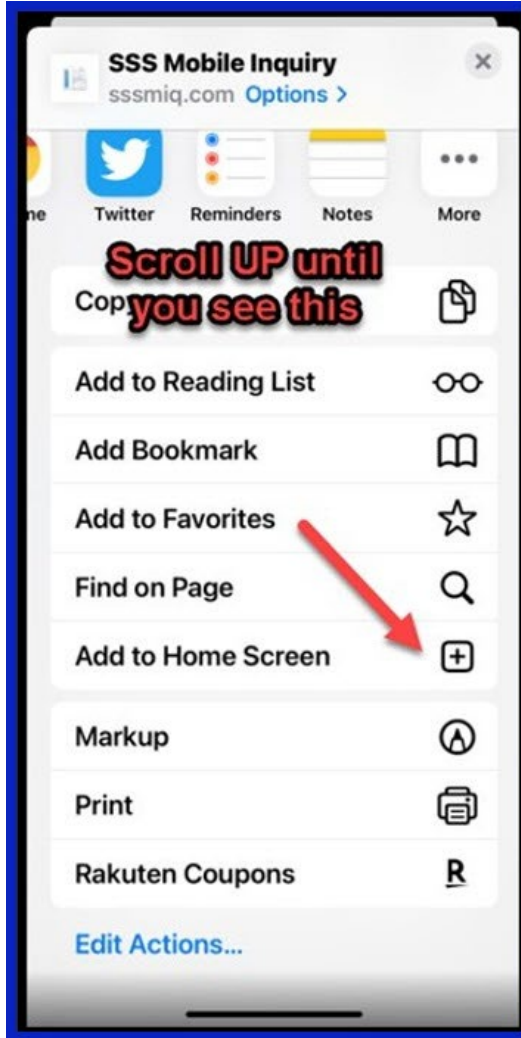 SSS Mobile Inquiry
sssmiq.com Options >
me Twitter Reminders Notes More
Scroll UP until
you see this
Cop
Add to Reading List
Add Bookmark
Add to Favorites
Find on Page
Add to Home Screen
Markup
Print
Rakuten Coupons R
Edit Actions...